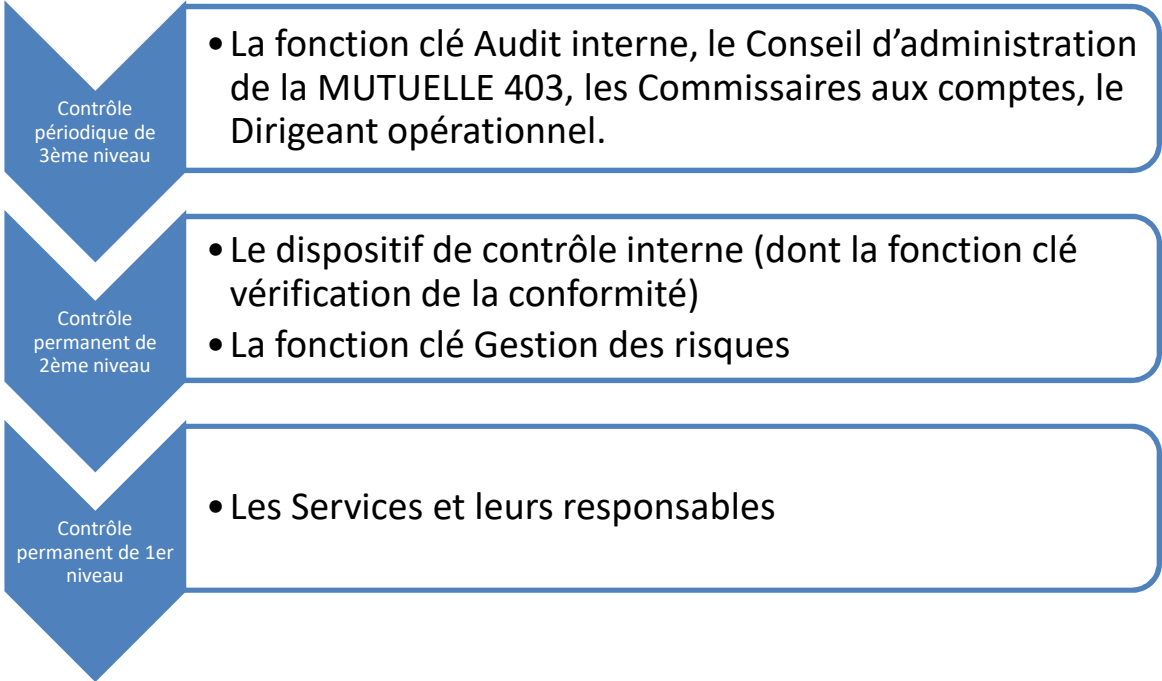 Contrôle
périodique de
3ème niveau
•La fonction clé Audit interne, le Conseil d’administration
de la MUTUELLE 403, les Commissaires aux comptes, le
Dirigeant opérationnel.
Contrôle
permanent de
2ème niveau
•Le dispositif de contrôle interne (dont la fonction clé
vérification de la conformité)
•La fonction clé Gestion des risques
Contrôle
permanent de 1er
niveau
•Les Services et leurs responsables